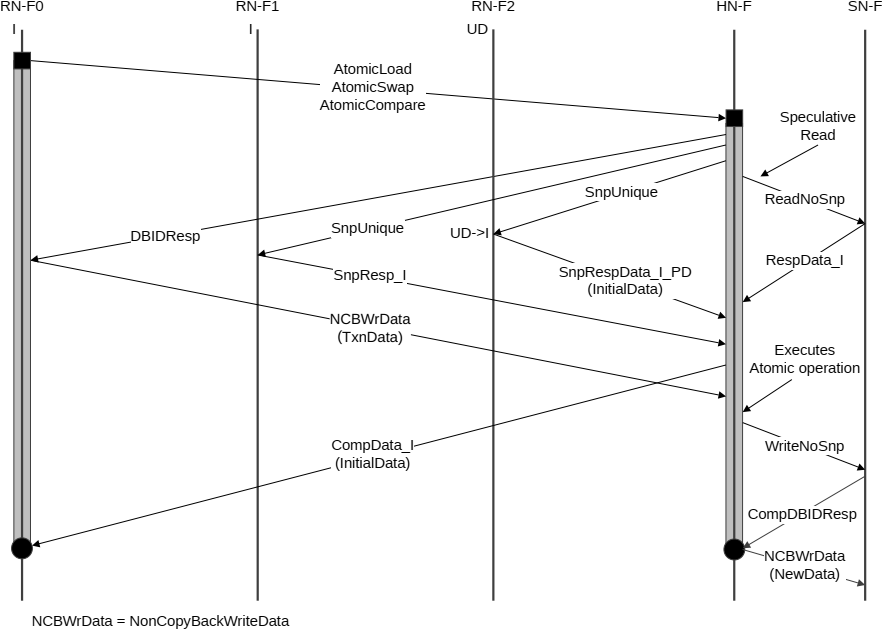 RN-F0 RN-F1 RN-F2 HN-F SN-F
I I UD
AtomicLoad
AtomicSwap
AtomicCompare
Speculative
Read
SnpUnique
ReadNoSnp
SnpUnique
DBIDResp
UD->I
RespData_I
SnpRespData_I_PD
(InitialData)
SnpResp_I
NCBWrData
(TxnData)
Executes
Atomic operation
CompData_I
(InitialData)
WriteNoSnp
CompDBIDResp
NCBWrData
(NewData)
NCBWrData = NonCopyBackWriteData